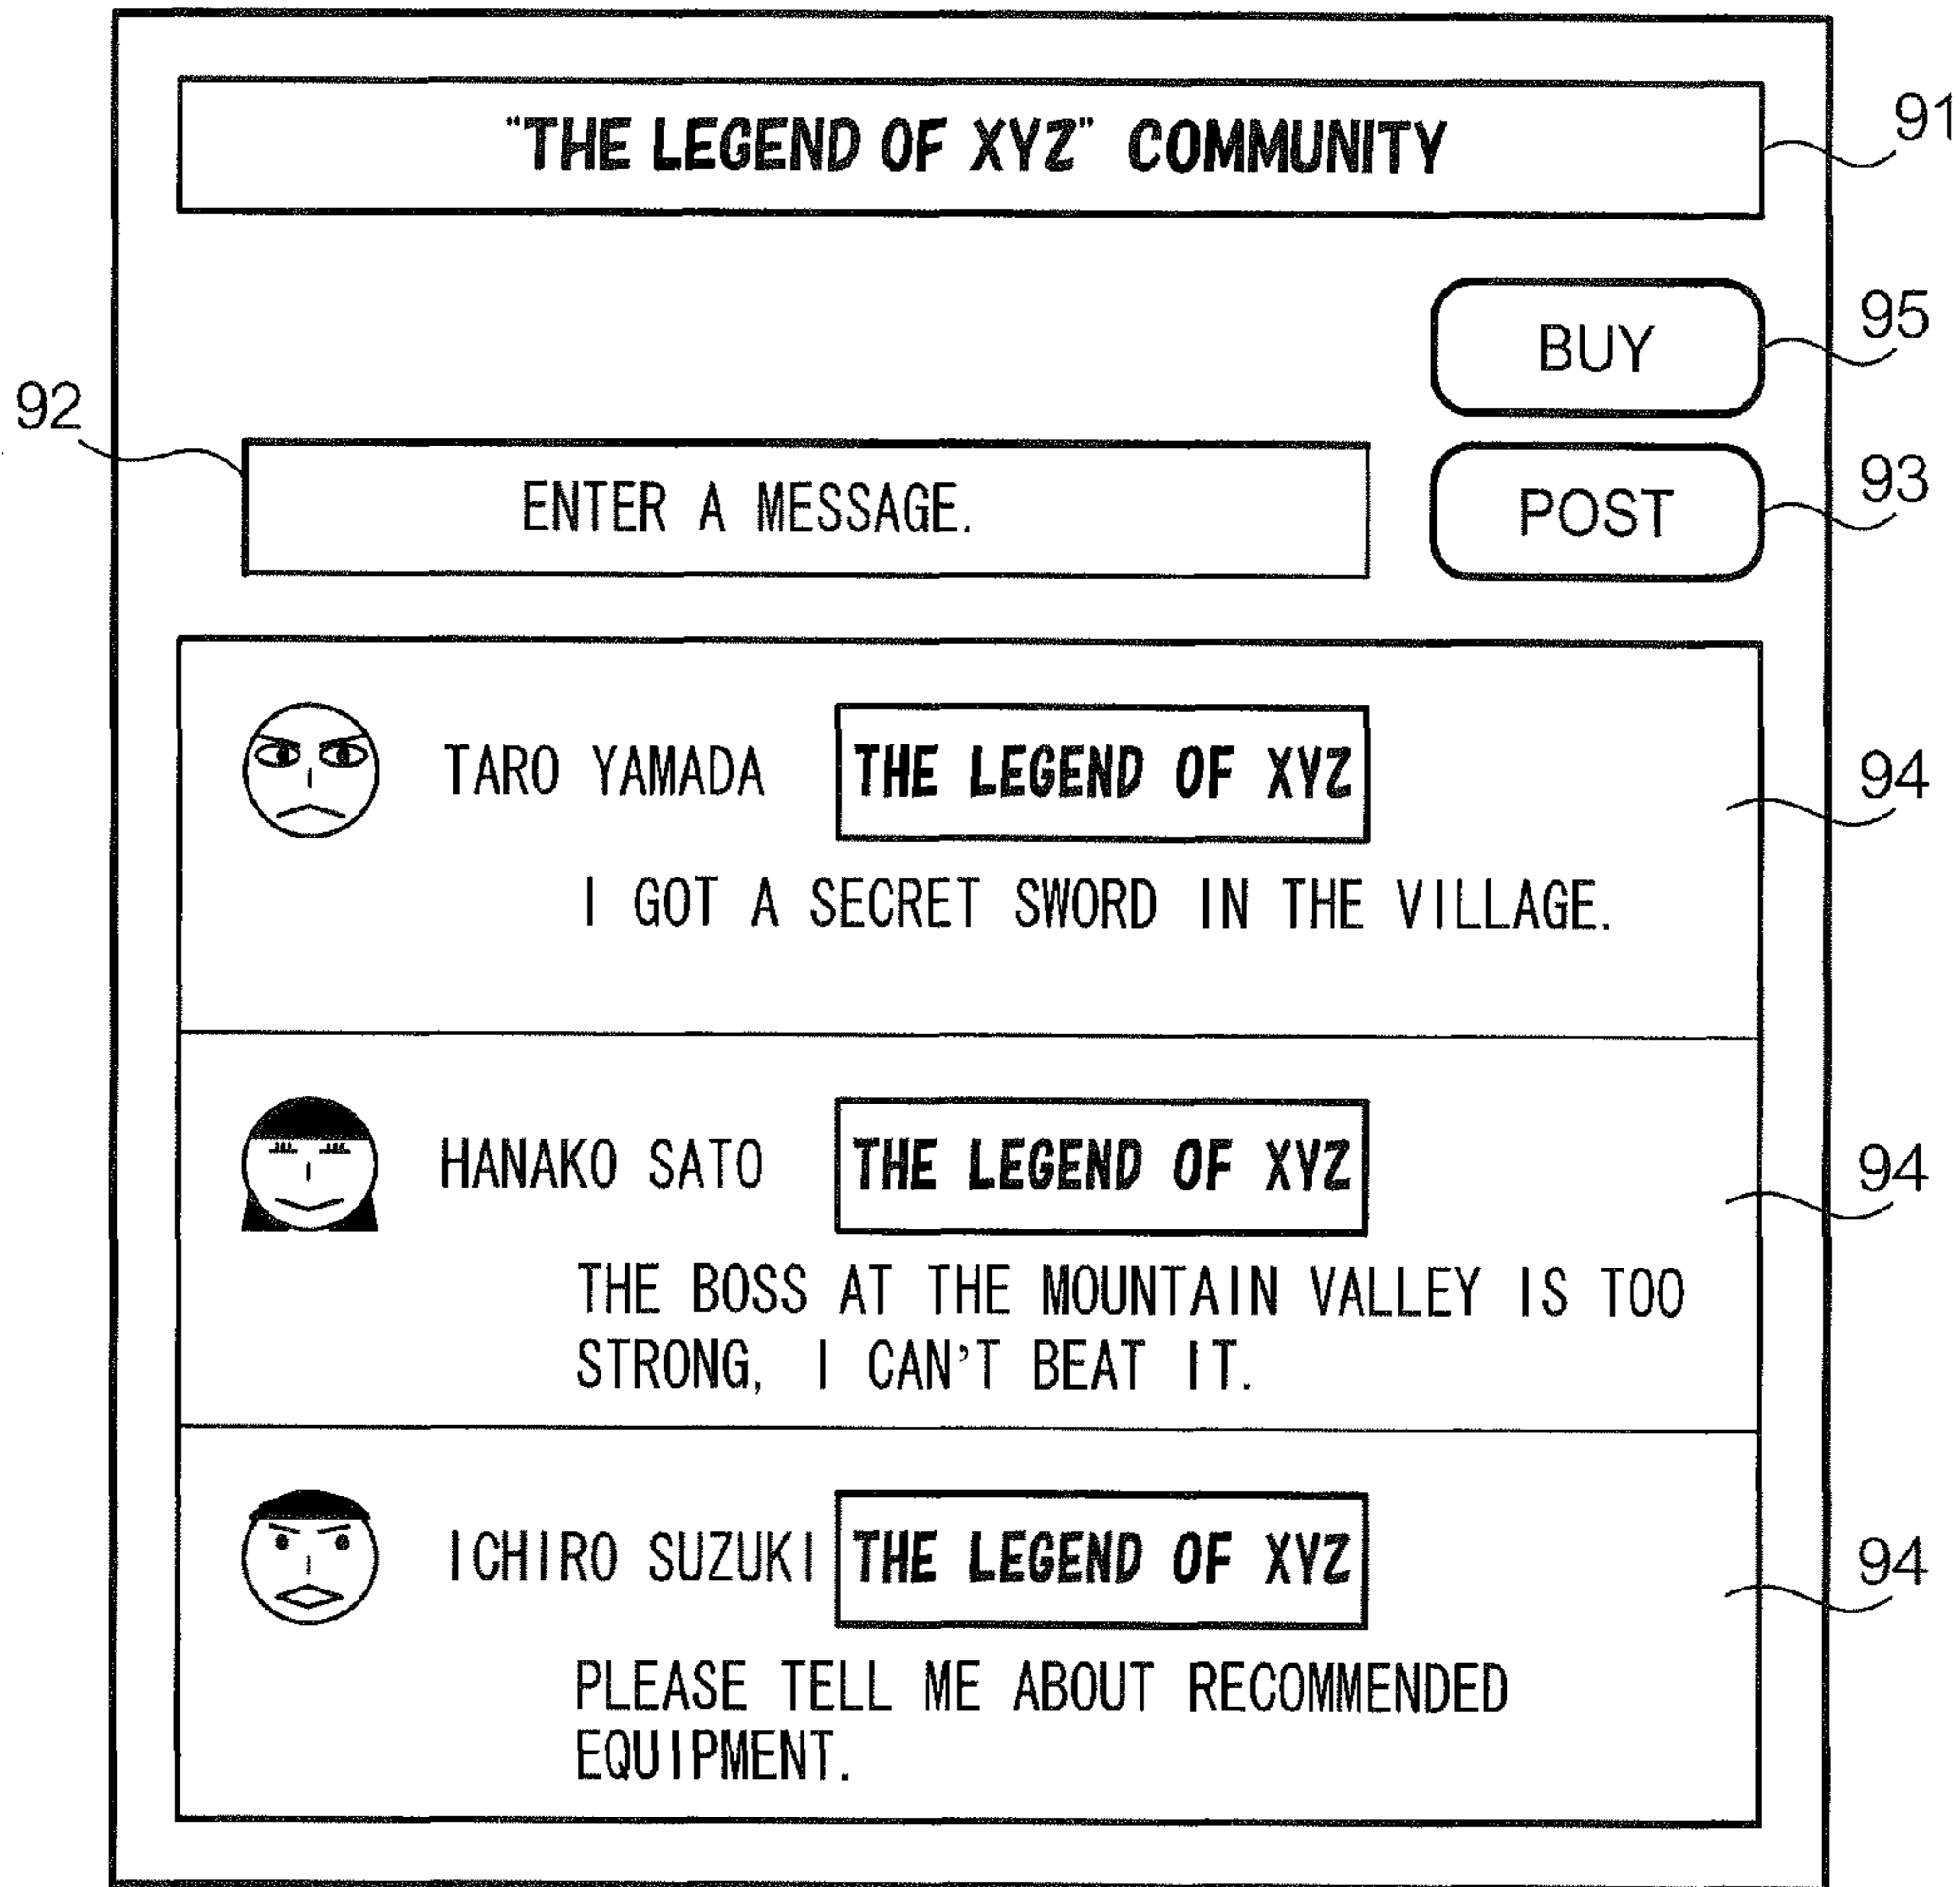 "THE LEGEND OF XYZ" COMMUNITY
91
BUY
95
92
ENTER A MESSAGE.
POST
93
TARO YAMADA
THE LEGEND OF XYZ
94
I GOT A SECRET SWORD IN THE VILLAGE.
HANAKO SATO
THE LEGEND OF XYZ
94
THE BOSS AT THE MOUNTAIN VALLEY IS TOO
STRONG, I CAN'T BEAT IT.
ICHIRO SUZUKI
THE LEGEND OF XYZ
94
PLEASE TELL ME ABOUT RECOMMENDED
EQUIPMENT.